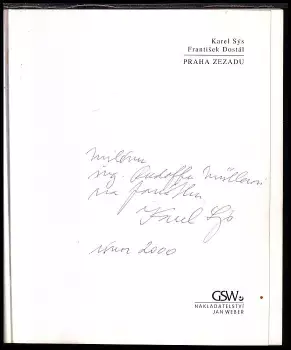 Karel Sýs
František Dostál
PRAHA ZEZADU
milému
ing. Müllerovi
na památku
Karel Sýs
únor 2000
GSW
NAKLADATELSTVÍ
JAN WEBER